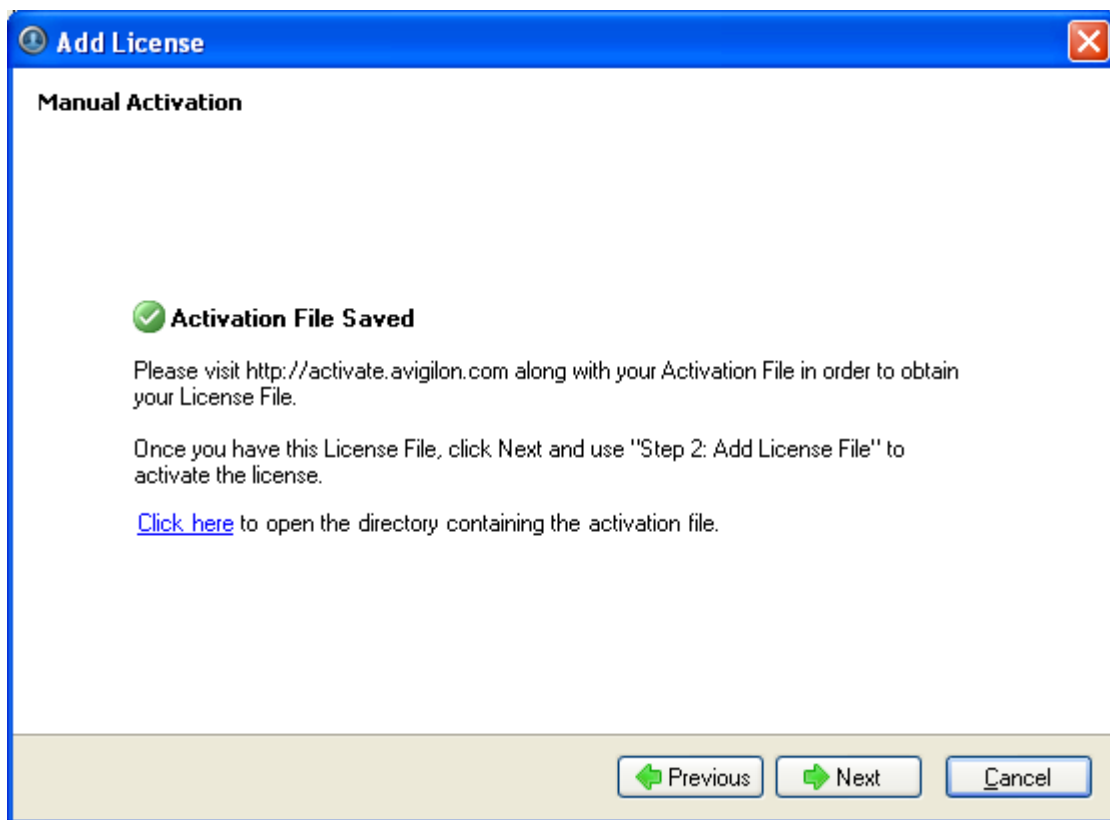 Add License
Manual Activation
Activation File Saved
Please visit http://activate.avigilon.com along with your Activation File in order to obtain
your License File.
Once you have this License File, click Next and use "Step 2: Add License File" to
activate the license.
Click here to open the directory containing the activation file.
Previous Next Cancel